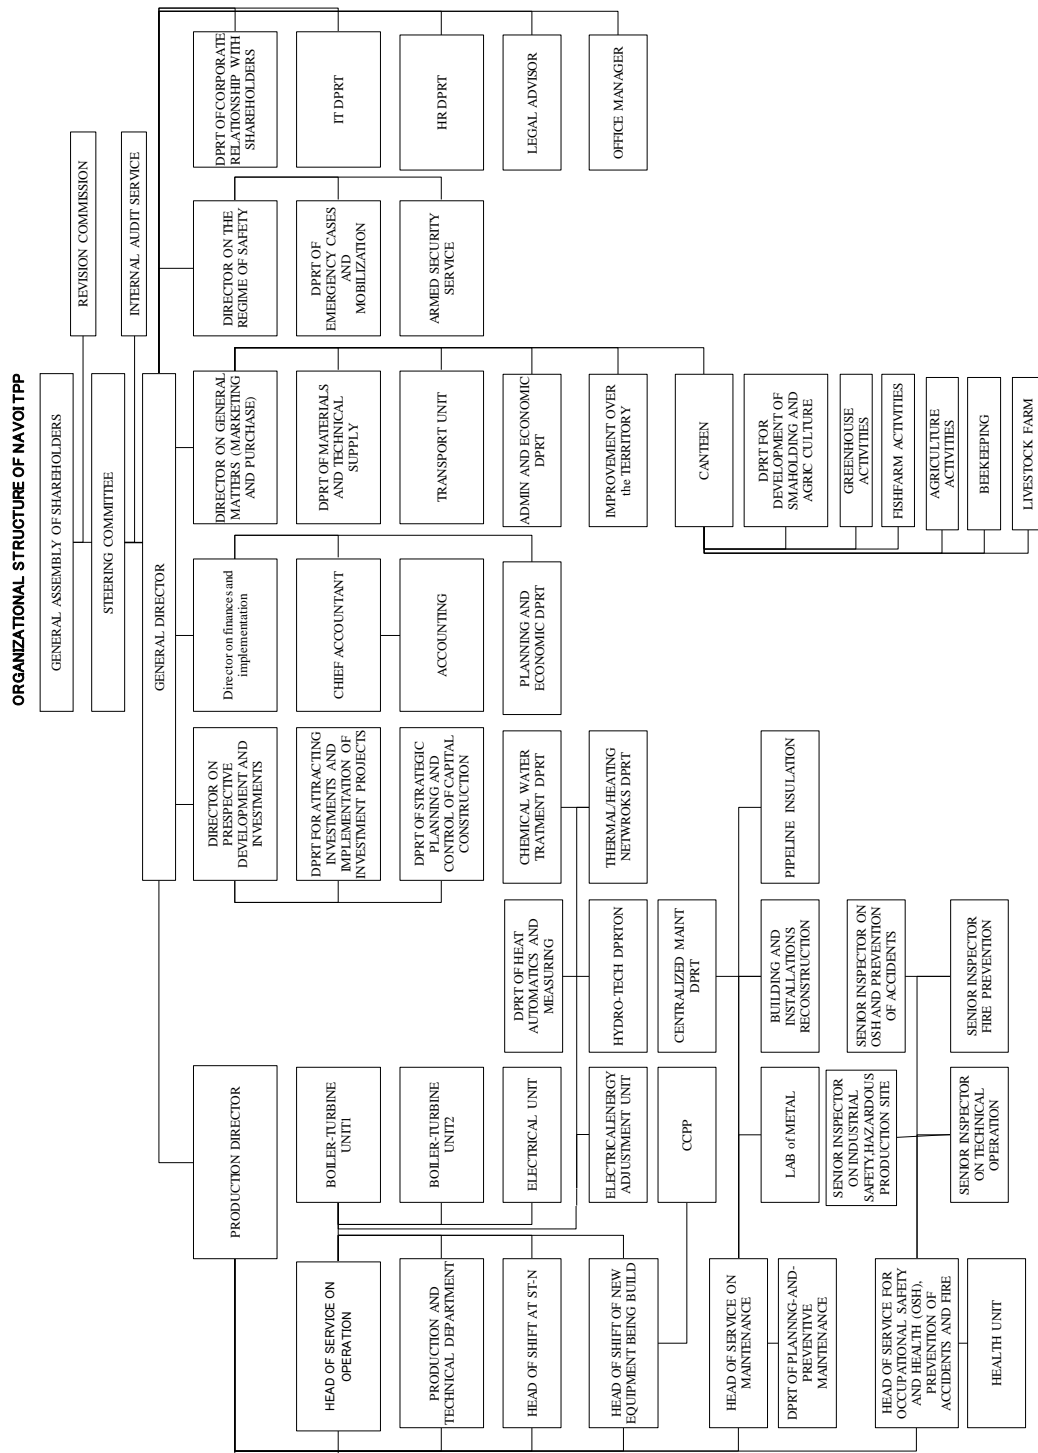 ORGANIZATIONAL STRUCTURE OF NAVOI TPP
GENERAL ASSEMBLY OF SHAREHOLDERS
REVISION COMMISSION
STEERING COMMITTEE
INTERNAL AUDIT SERVICE
GENERAL DIRECTOR
PRODUCTION DIRECTOR
DIRECTOR ON
PRESPECTIVE
DEVELOPMENT AND
INVESTMENTS
Director on finances and
implementation
DIRECTOR ON GENERAL
MATTERS (MARKETING
AND PURCHASE)
DIRECTOR ON THE
REGIME OF SAFETY
DPRT OF CORPORATE
RELATIONSHIP WITH
SHAREHOLDERS
HEAD OF SERVICE ON
OPERATION
BOILER-TURBINE
UNIT1
DPRT FOR ATTRACTING
INVESTMENTS AND
IMPLEMENTATION OF
INVESTMENT PROJECTS
CHIEF ACCOUNTANT
DPRT OF MATERIALS
AND TECHNICAL
SUPPLY
DPRT OF
EMERGENCY CASES
AND
MOBILIZATION
IT DPRT
PRODUCTION AND
TECHNICAL DEPARTMENT
BOILER-TURBINE
UNIT2
DPRT OF STRATEGIC
PLANNING AND
CONTROL OF CAPITAL
CONSTRUCTION
ACCOUNTING
TRANSPORT UNIT
ARMED SECURITY
SERVICE
HR DPRT
HEAD OF SHIFT AT ST-N
ELECTRICAL UNIT
DPRT OF HEAT
AUTOMATICS AND
MEASURING
CHEMICAL WATER
TRATMENT DPRT
PLANNING AND
ECONOMIC DPRT
ADMIN AND ECONOMIC
DPRT
LEGAL ADVISOR
HEAD OF SHIFT OF NEW
EQUIPMENT BEING BUILD
ELECTRICALENERGY
ADJUSTMENT UNIT
HYDRO-TECH DPRTON
THERMAL/HEATING
NETWROKS DPRT
IMPROVEMENT OVER
the TERRITORY
OFFICE MANAGER
CCPP
CENTRALIZED MAINT
DPRT
CANTEEN
HEAD OF SERVICE ON
MAINTENANCE
LAB of METAL
BUILDING AND
INSTALLATIONS
RECONSTRUCTION
PIPELINE INSULATION
DPRT FOR
DEVELOPMENT OF
SMAHOLDING AND
AGRIC CULTURE
DPRT OF PLANNING-AND-
PREVENTIVE
MAINTENANCE
SENIOR INSPECTOR
ON INDUSTRIAL
SAFETY,HAZARDOUS
PRODUCTION SITE
SENIOR INSPECTOR ON
OSH AND PREVENTION
OF ACCIDENTS
GREENHOUSE
ACTIVITIES
FISHFARM ACTIVITIES
HEAD OF SERVICE FOR
OCCUPATIONAL SAFETY
AND HEALTH (OSH),
PREVENTION OF
ACCIDENTS AND FIRE
SENIOR INSPECTOR
ON TECHNICAL
OPERATION
SENIOR INSPECTOR
FIRE PREVENTION
AGRICULTURE
ACTIVITIES
BEEKEEPING
HEALTH UNIT
LIVESTOCK FARM